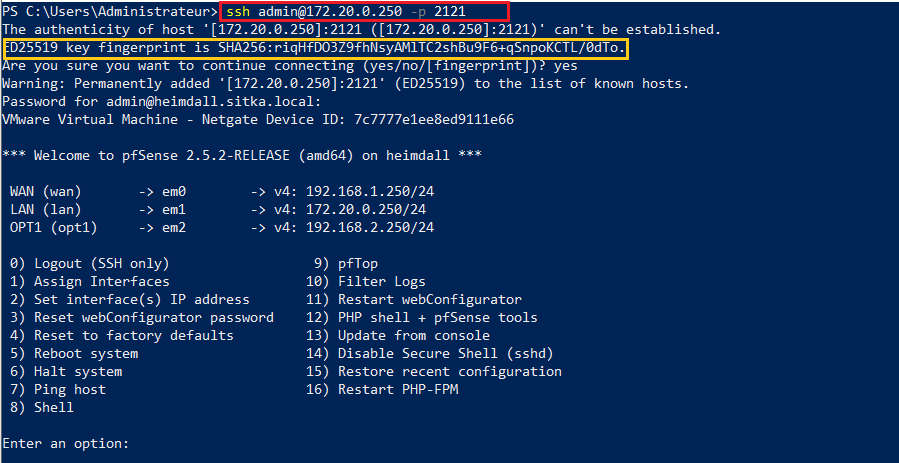 PS C:\Users\Administrateur> ssh admin@172.20.0.250 -p 2121
The authenticity of host '[172.20.0.250]:2121 ([172.20.0.250]:2121)' can't be established.
ED25519 key fingerprint is SHA256:riqHfDO3Z9fhNsyAMlTC2shBu9F6+qSnpoKCTL/0dTo.
Are you sure you want to continue connecting (yes/no/[fingerprint])? yes
Warning: Permanently added '[172.20.0.250]:2121' (ED25519) to the list of known hosts.
Password for admin@heimdall.sitka.local:
VMware Virtual Machine - Netgate Device ID: 7c7777e1ee8ed9111e66
*** Welcome to pfSense 2.5.2-RELEASE (amd64) on heimdall ***
WAN (wan) -> em0 -> v4: 192.168.1.250/24
LAN (lan) -> em1 -> v4: 172.20.0.250/24
OPT1 (opt1) -> em2 -> v4: 192.168.2.250/24
0) Logout (SSH only) 9) pfTop
1) Assign Interfaces 10) Filter Logs
2) Set interface(s) IP address 11) Restart webConfigurator
3) Reset webConfigurator password 12) PHP shell + pfSense tools
4) Reset to factory defaults 13) Update from console
5) Reboot system 14) Disable Secure Shell (sshd)
6) Halt system 15) Restore recent configuration
7) Ping host 16) Restart PHP-FPM
8) Shell
Enter an option: